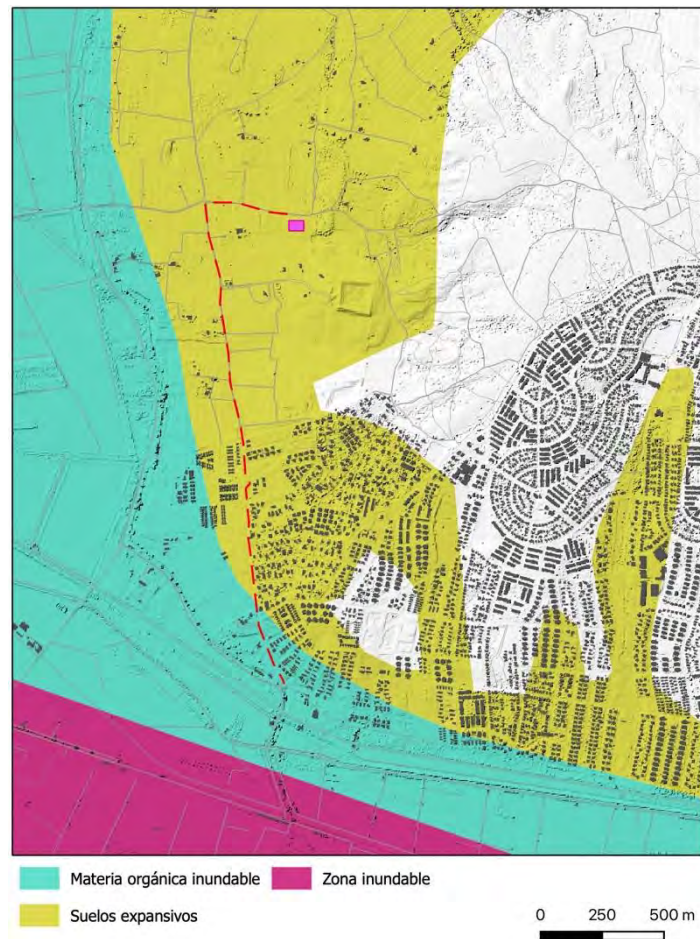 Materia orgánica inundable
Zona inundable
Suelos expansivos
0 250 500 m